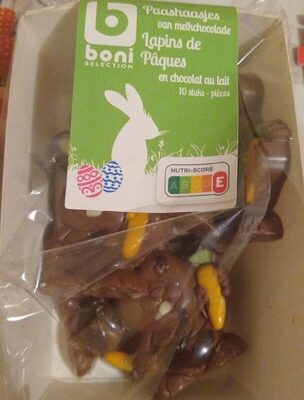 Paashaasjes
van melkchocolade
b
boni
SELECTION
Lapins de
Pâques
en chocolat au lait
10 stuks - pièces
NUTRI-SCORE
A B C D E